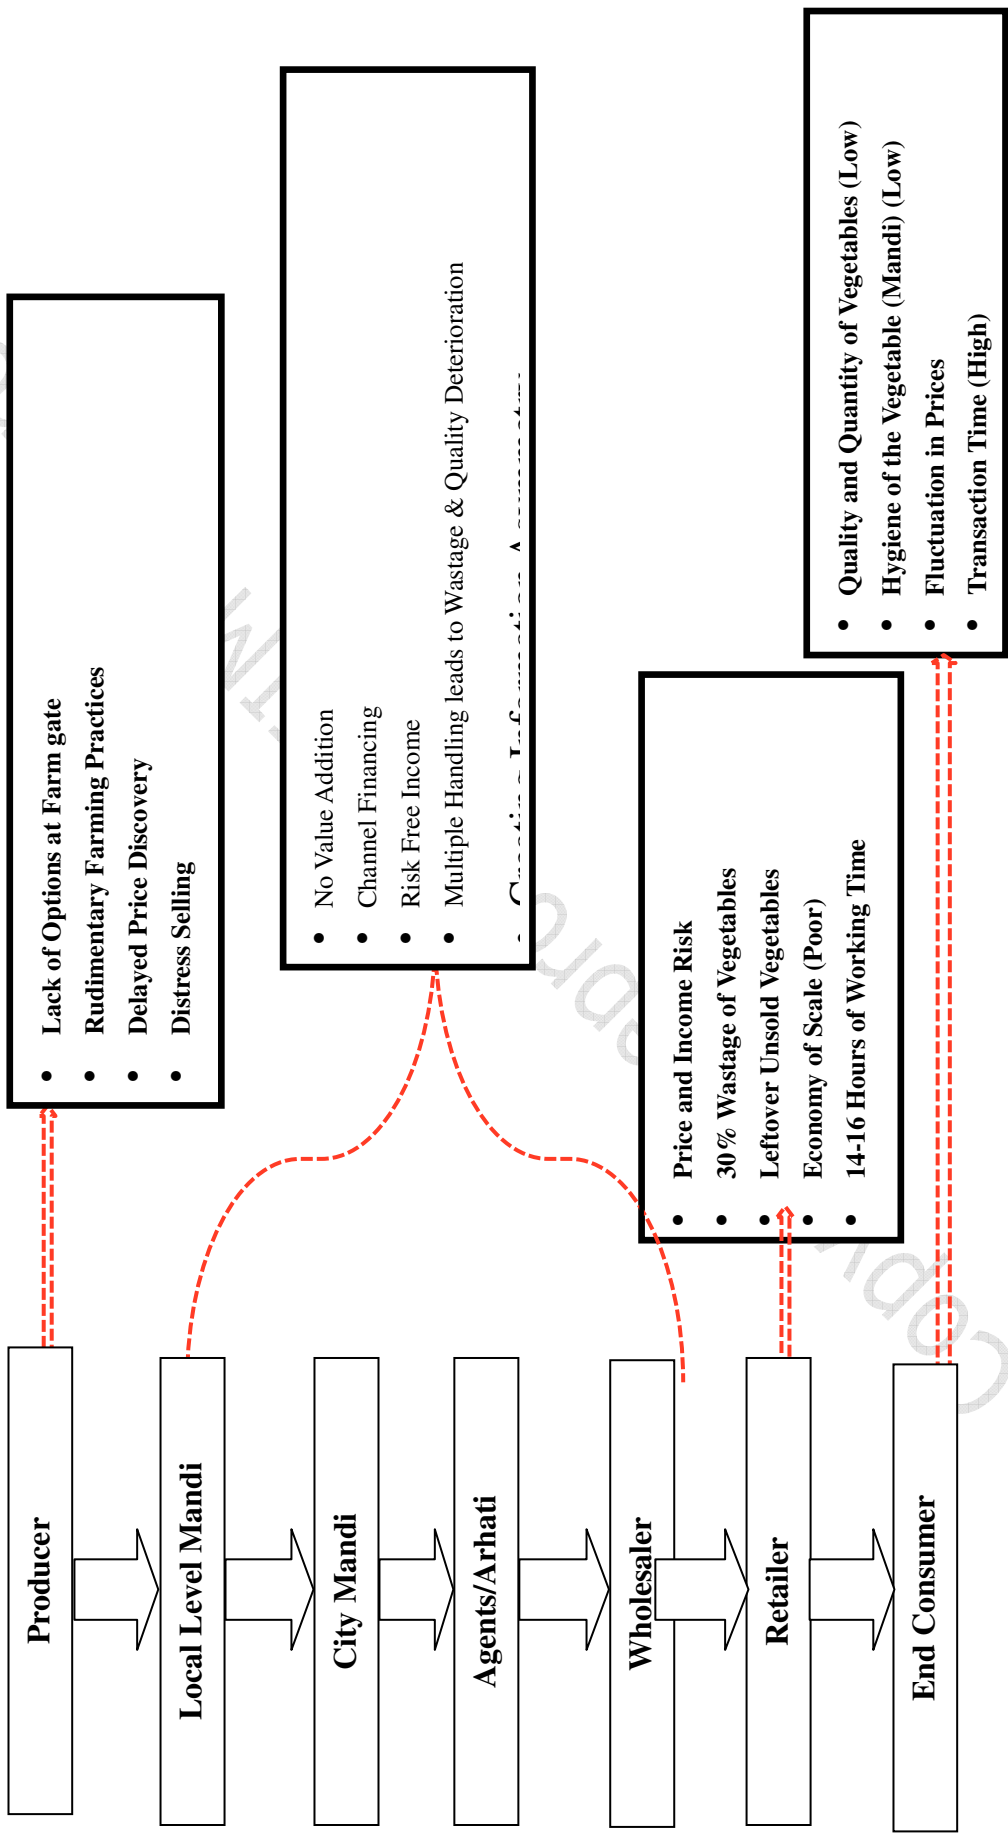 Producer
Local Level Mandi
City Mandi
Agents/Arhati
Wholesaler
Retailer
End Consumer
• Lack of Options at Farm gate
• Rudimentary Farming Practices
• Delayed Price Discovery
• Distress Selling
• No Value Addition
• Channel Financing
• Risk Free Income
• Multiple Handling leads to Wastage & Quality Deterioration
• Creating Information
• Price and Income Risk
• 30% Wastage of Vegetables
• Leftover Unsold Vegetables
• Economy of Scale (Poor)
• 14-16 Hours of Working Time
• Quality and Quantity of Vegetables (Low)
• Hygiene of the Vegetable (Mandi) (Low)
• Fluctuation in Prices
• Transaction Time (High)